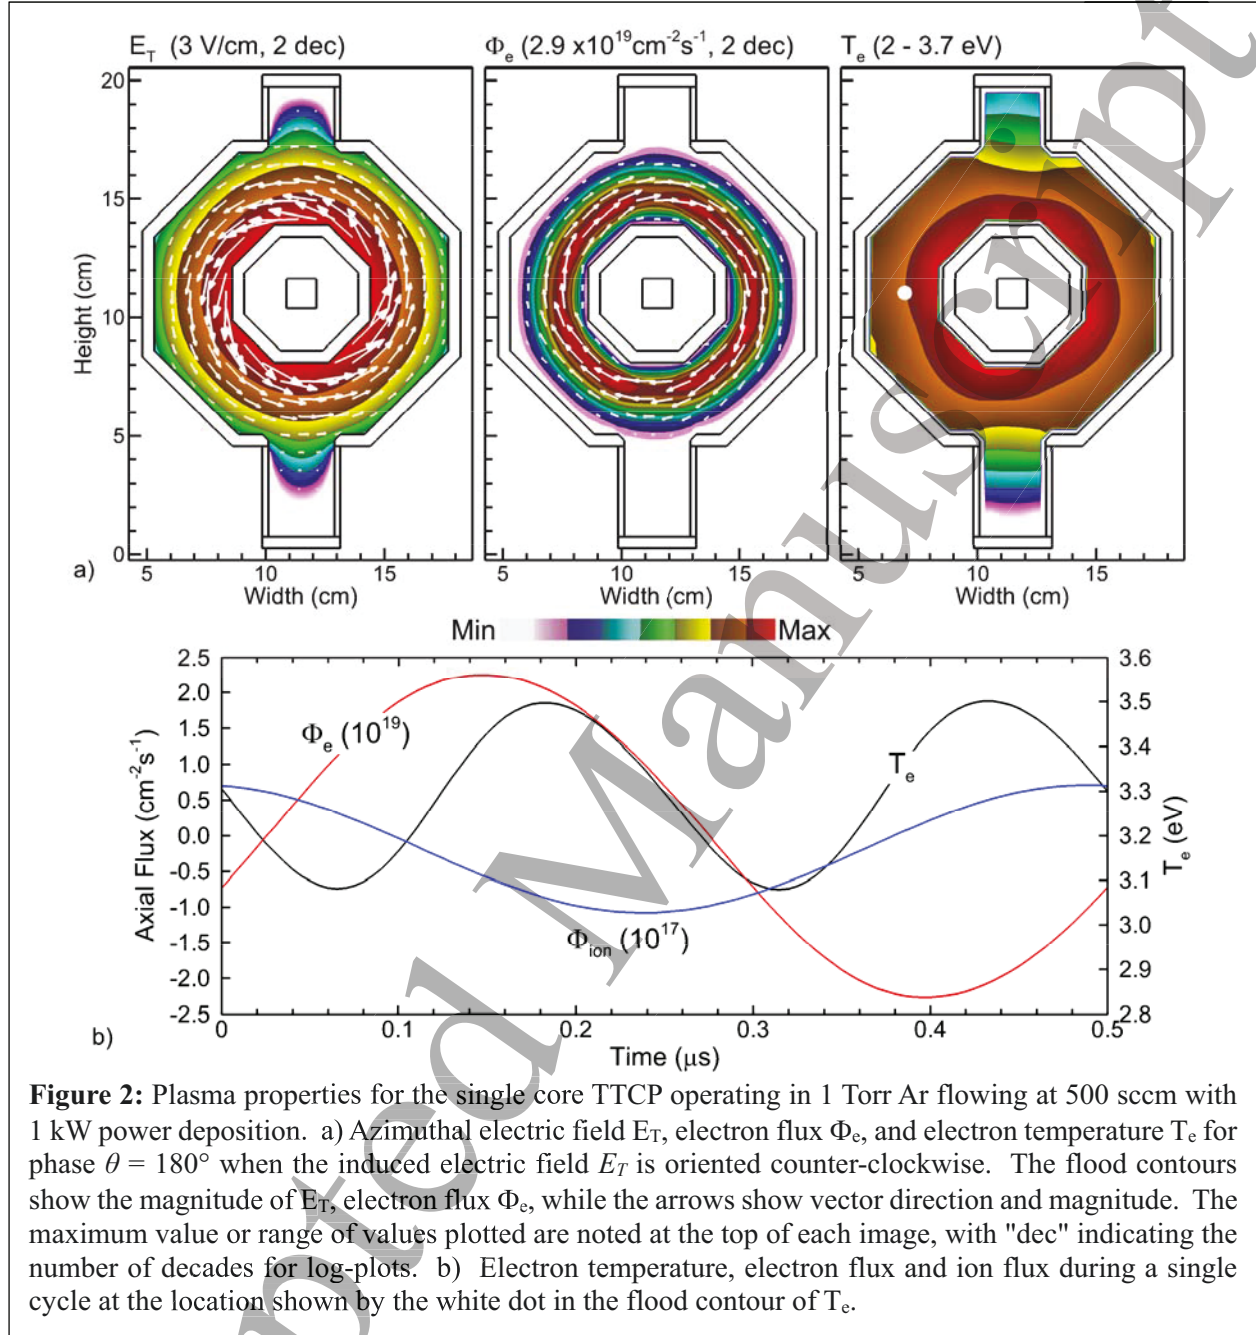 E_T (3 V/cm, 2 dec)
Φ_e (2.9 x10^19cm^-2s^-1, 2 dec)
T_e (2 - 3.7 eV)
20
15
10
5
0
Height (cm)
a)
5 10 15
5 10 15
5 10 15
Width (cm)
Width (cm)
Width (cm)
Min Max
2.5
2.0
1.5
1.0
0.5
0.0
-0.5
-1.0
-1.5
-2.0
-2.5
Axial Flux (cm^-2s^-1)
Φ_e (10^19)
T_e
Φ_ion (10^17)
3.6
3.5
3.4
3.3
3.2
3.1
3.0
2.9
2.8
T_e (eV)
0 0.1 0.2 0.3 0.4 0.5
b)
Time (μs)
Figure 2: Plasma properties for the single core TTCP operating in 1 Torr Ar flowing at 500 sccm with
1 kW power deposition. a) Azimuthal electric field E_T, electron flux Φ_e, and electron temperature T_e for
phase θ = 180° when the induced electric field E_T is oriented counter-clockwise. The flood contours
show the magnitude of E_T, electron flux Φ_e, while the arrows show vector direction and magnitude. The
maximum value or range of values plotted are noted at the top of each image, with "dec" indicating the
number of decades for log-plots. b) Electron temperature, electron flux and ion flux during a single
cycle at the location shown by the white dot in the flood contour of T_e.
pted Manuscript